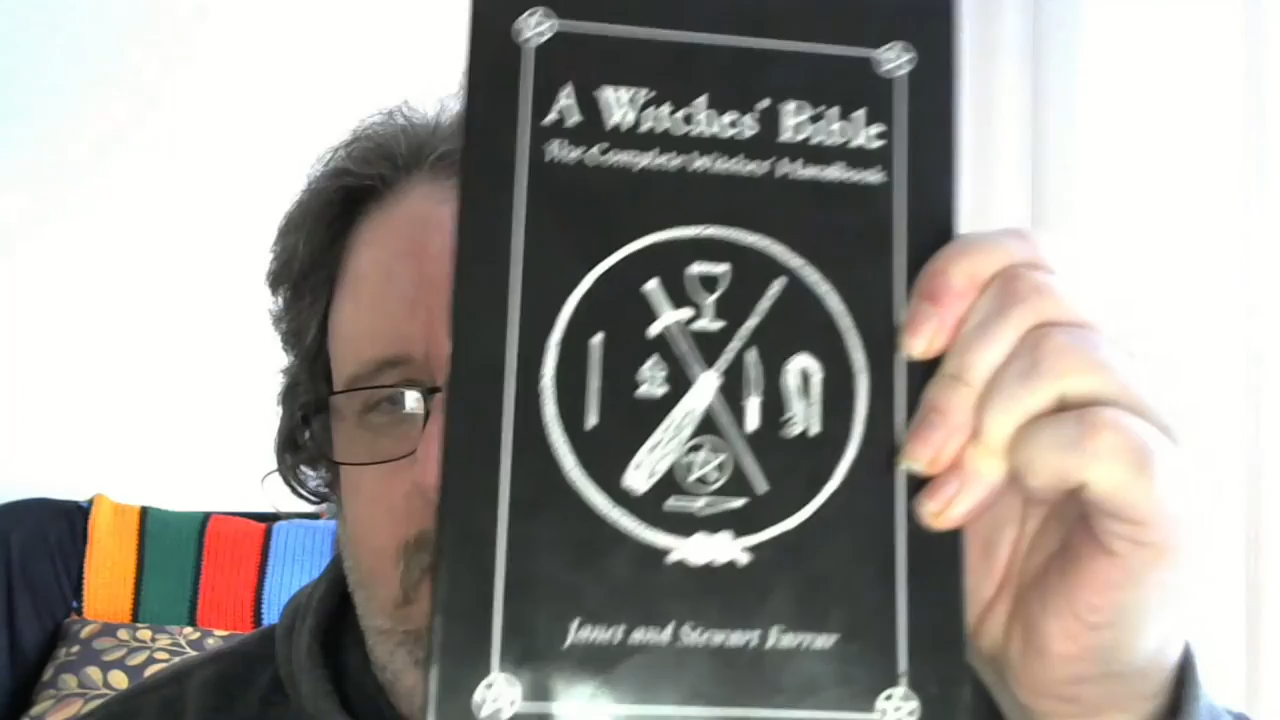 A Witches' Bible
The Complete Witches' Handbook
Janet and Stewart Farrar